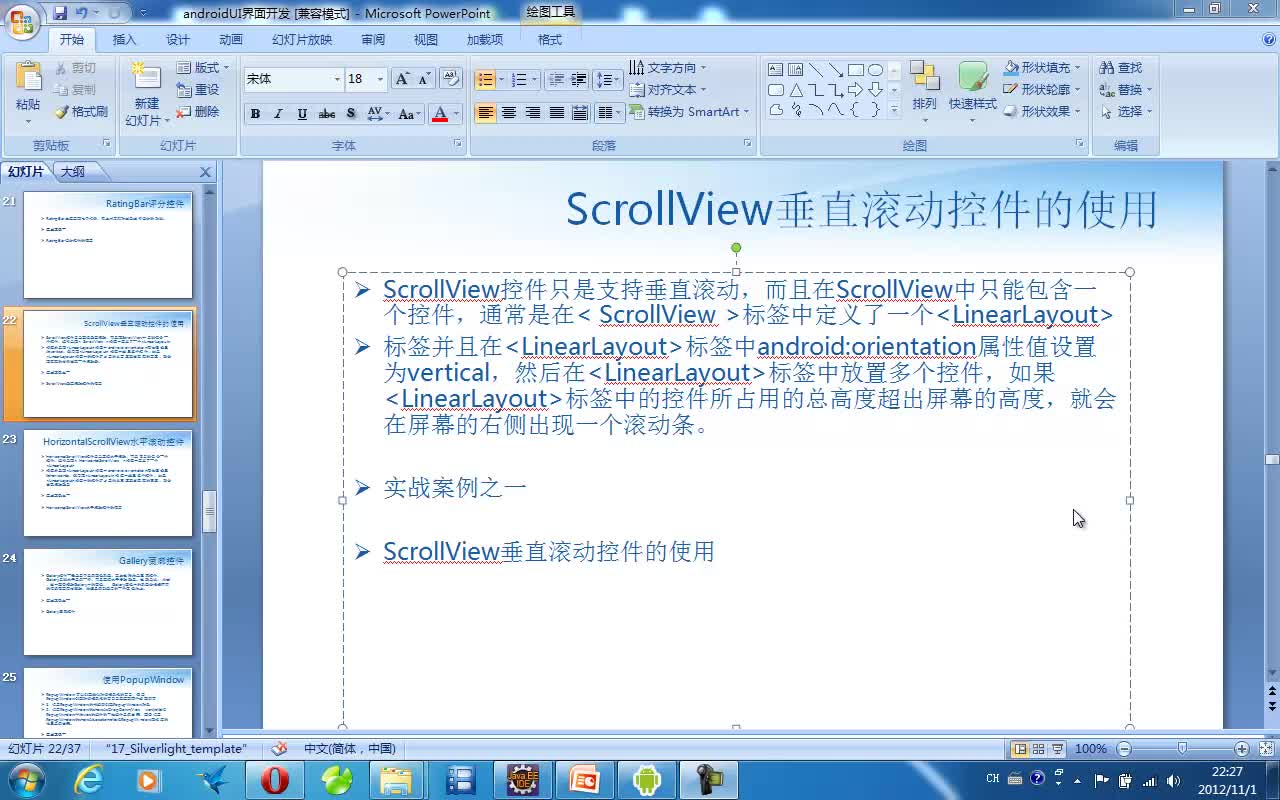 androidUI界面开发 [兼容模式] - Microsoft PowerPoint
绘图工具
开始 插入 设计 动画 幻灯片放映 审阅 视图 加载项 格式
粘贴
剪切
复制
格式刷
剪贴板
新建
幻灯片
版式
重设
删除
幻灯片
宋体 18
B I U abc S AV Aa A
字体
文字方向
对齐文本
转换为 SmartArt
段落
排列
快速样式
形状填充
形状轮廓
形状效果
绘图
查找
替换
选择
编辑
幻灯片 大纲
21
RatingBar评分控件
22
ScrollView垂直滚动控件的使用
23
HorizontalScrollView水平滚动控件
24
Gallery画廊控件
25
使用PopupWindow
ScrollView垂直滚动控件的使用
ScrollView控件只是支持垂直滚动，而且在ScrollView中只能包含一
个控件，通常是在< ScrollView >标签中定义了一个<LinearLayout>
标签并且在<LinearLayout>标签中android:orientation属性值设置
为vertical，然后在<LinearLayout>标签中放置多个控件，如果
<LinearLayout>标签中的控件所占用的总高度超出屏幕的高度，就会
在屏幕的右侧出现一个滚动条。
实战案例之一
ScrollView垂直滚动控件的使用
幻灯片 22/37 "17_Silverlight_template" 中文(简体，中国) 100%
Java EE
IDE
CH
22:27
2012/11/1